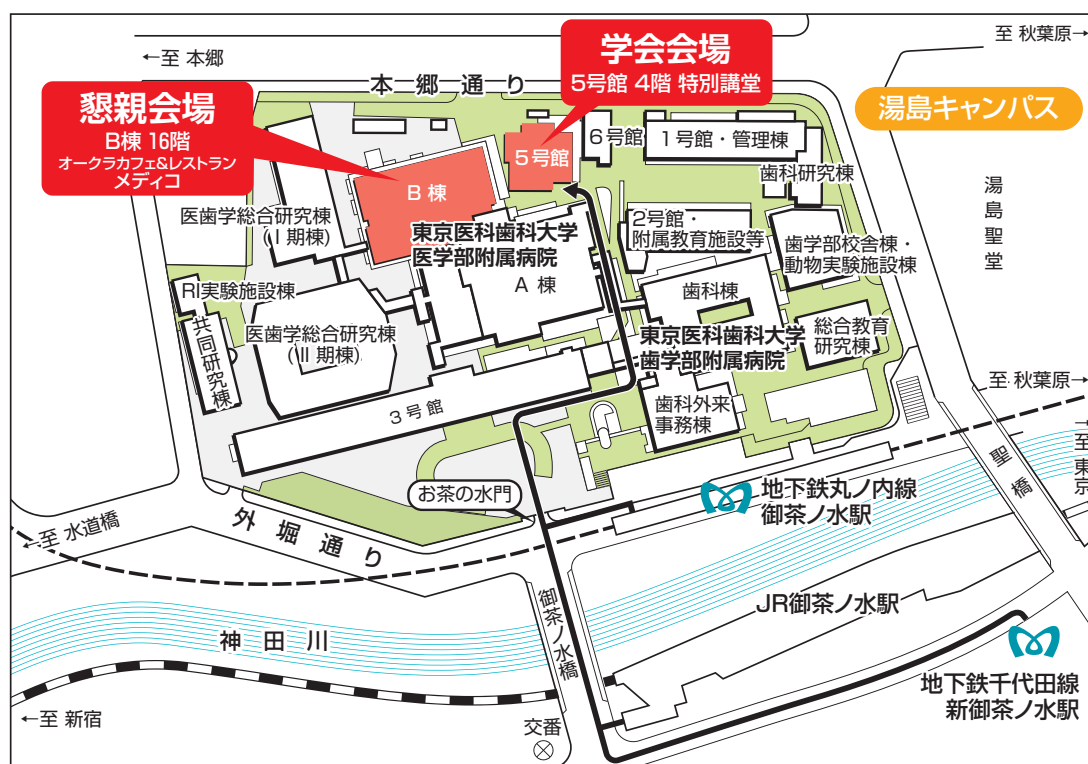 至 秋葉原→
←至 本郷
学会会場
5号館 4階 特別講堂
本郷通り
懇親会場
B棟 16階
オークラカフェ&レストラン
メディコ
湯島キャンパス
5号館
6号館
1号館・管理棟
歯科研究棟
B 棟
湯島聖堂
医歯学総合研究棟
(Ⅰ期棟)
東京医科歯科大学
医学部附属病院
A 棟
2号館・
附属教育施設等
歯学部校舎棟・
動物実験施設棟
RI実験施設棟
共同研究棟
医歯学総合研究棟
(Ⅱ期棟)
歯科棟
東京医科歯科大学
歯学部附属病院
総合教育
研究棟
3号館
歯科外来
事務棟
至 秋葉原→
→至 東京
聖橋
お茶の水門
地下鉄丸ノ内線
御茶ノ水駅
←至 水道橋
外堀通り
御茶ノ水橋
JR御茶ノ水駅
神田川
地下鉄千代田線
新御茶ノ水駅
←至 新宿
交番